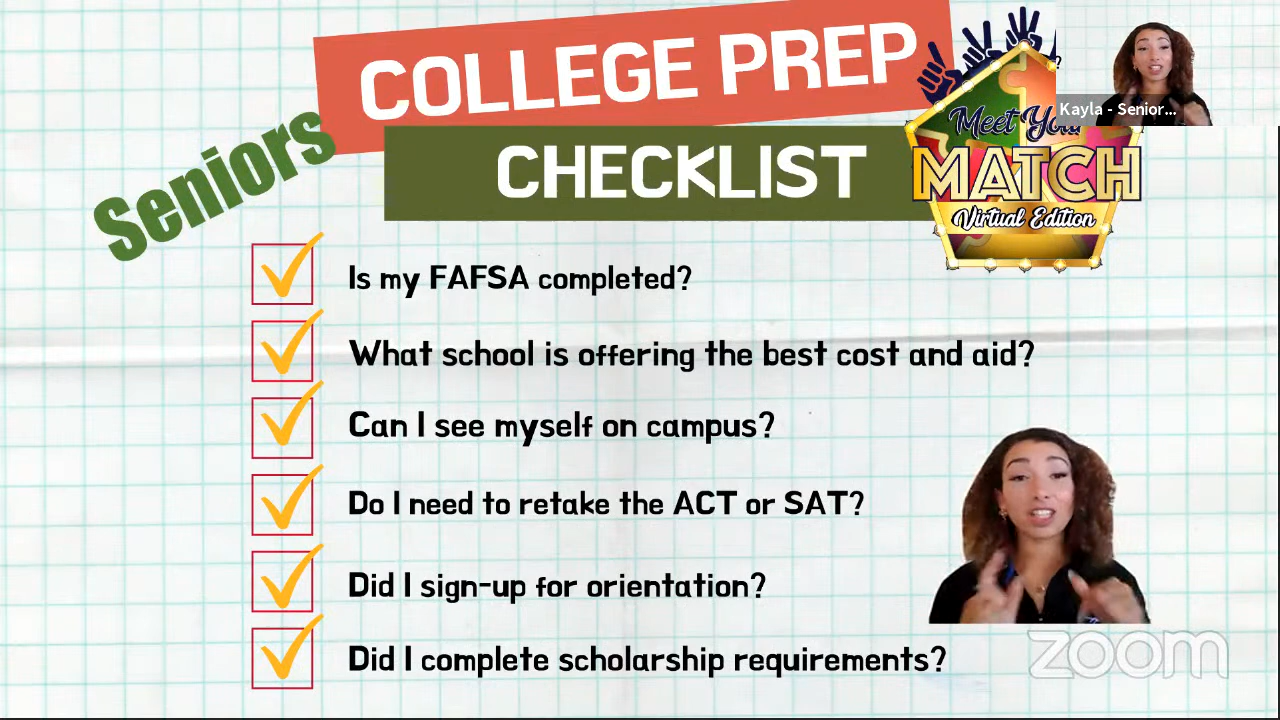 COLLEGE PREP
Seniors
CHECKLIST
Meet You
MATCH
Virtual Edition
Kayla - Senior...
Is my FAFSA completed?
What school is offering the best cost and aid?
Can I see myself on campus?
Do I need to retake the ACT or SAT?
Did I sign-up for orientation?
Did I complete scholarship requirements?
zoom